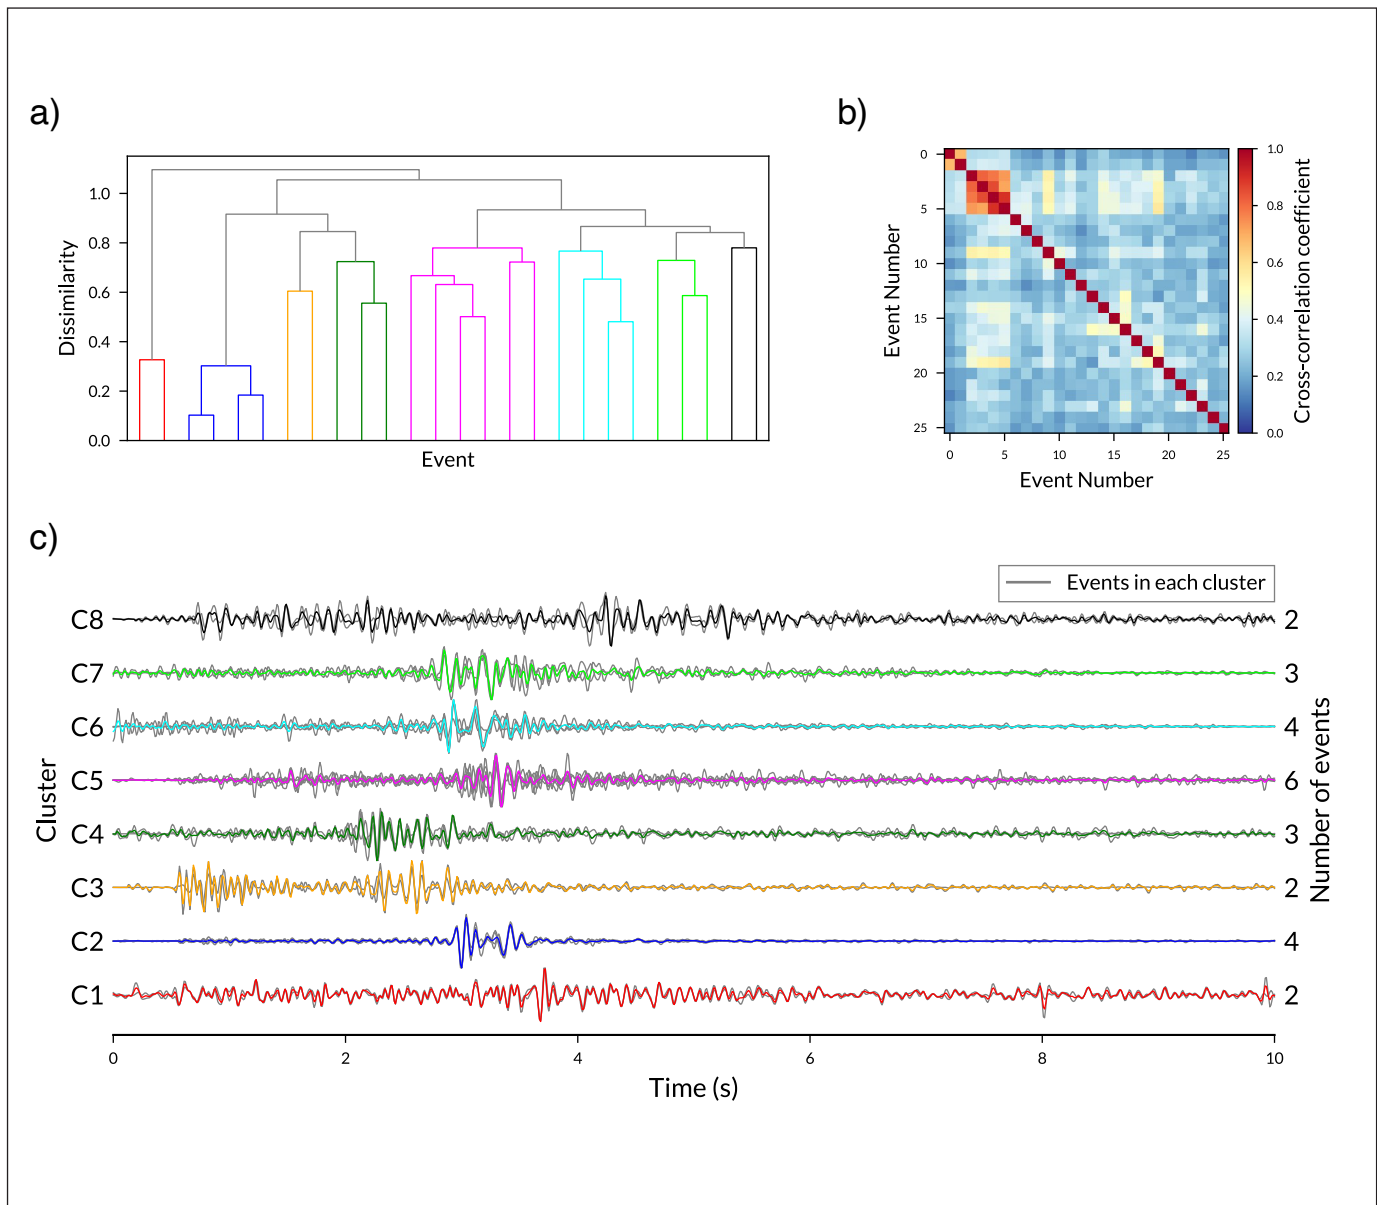 a)
1.0
0.8
0.6
0.4
0.2
0.0
Dissimilarity
Event
b)
0
5
10
15
20
25
Event Number
0 5 10 15 20 25
Event Number
1.0
0.8
0.6
0.4
0.2
0.0
Cross-correlation coefficient
c)
Events in each cluster
C8 2
C7 3
C6 4
C5 6
C4 3
C3 2
C2 4
C1 2
Cluster
Number of events
0 2 4 6 8 10
Time (s)